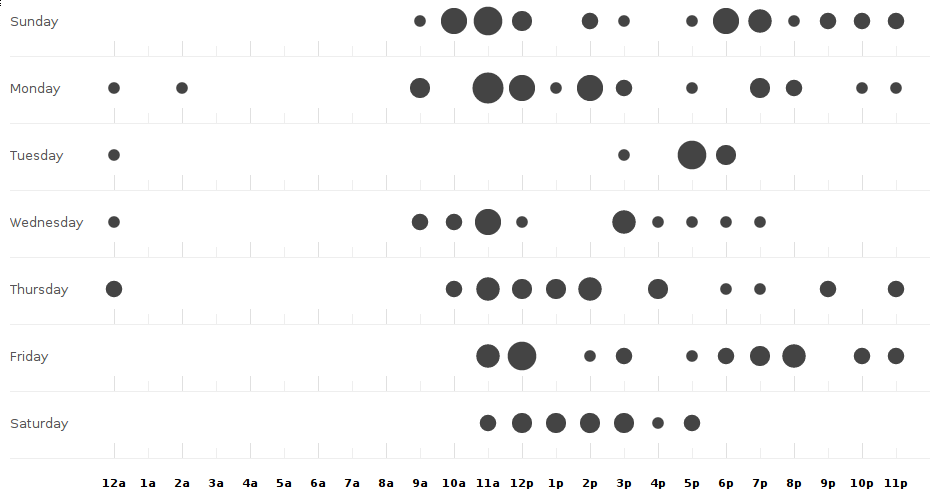 Sunday
Monday
Tuesday
Wednesday
Thursday
Friday
Saturday
12a 1a 2a 3a 4a 5a 6a 7a 8a 9a 10a 11a 12p 1p 2p 3p 4p 5p 6p 7p 8p 9p 10p 11p